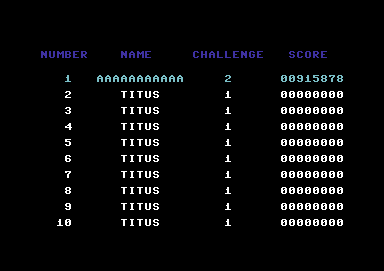 NUMBER NAME CHALLENGE SCORE
1 AAAAAAAAAAA 2 00915878
2 TITUS 1 00000000
3 TITUS 1 00000000
4 TITUS 1 00000000
5 TITUS 1 00000000
6 TITUS 1 00000000
7 TITUS 1 00000000
8 TITUS 1 00000000
9 TITUS 1 00000000
10 TITUS 1 00000000